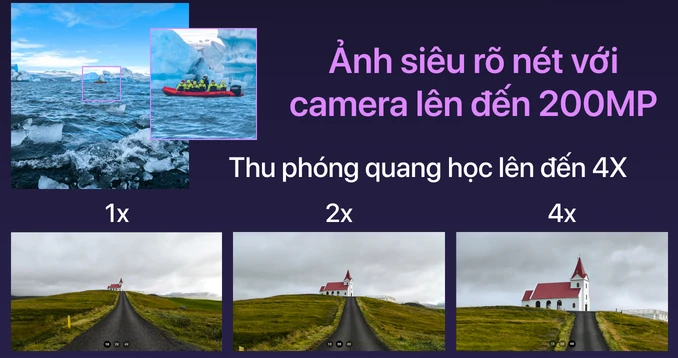 Ảnh siêu rõ nét với
camera lên đến 200MP
Thu phóng quang học lên đến 4X
1x
2x
4x